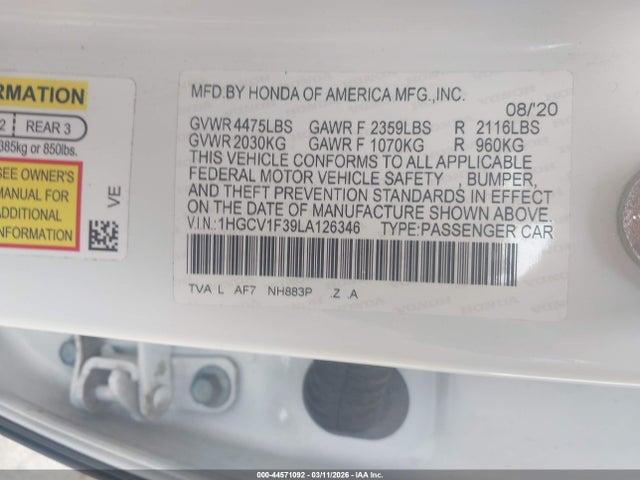 RMATION
2 REAR 3
385kg or 850lbs.
SEE OWNER'S
MANUAL FOR
ADDITIONAL
INFORMATION
VE
MFD.BY HONDA OF AMERICA MFG.,INC.
08/'20
GVWR 4475LBS GAWR F 2359LBS R 2116LBS
GVWR 2030KG GAWR F 1070KG R 960KG
THIS VEHICLE CONFORMS TO ALL APPLICABLE
FEDERAL MOTOR VEHICLE SAFETY , BUMPER,
AND THEFT PREVENTION STANDARDS IN EFFECT
ON THE DATE OF MANUFACTURE SHOWN ABOVE.
V.I.N.:1HGCV1F39LA126346 TYPE:PASSENGER CAR
TVA L AF7 NH883P .Z .A
000-44571092 - 03/11/2026 - IAA Inc.